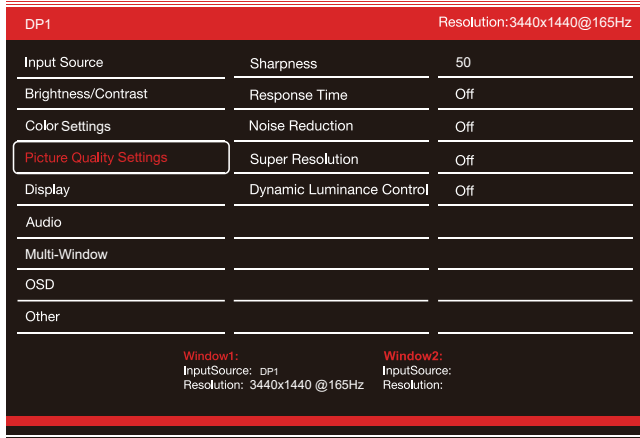 DP1 Resolution:3440x1440@165Hz
Input Source Sharpness 50
Brightness/Contrast Response Time Off
Color Settings Noise Reduction Off
Picture Quality Settings Super Resolution Off
Display Dynamic Luminance Control Off
Audio
Multi-Window
OSD
Other
Window1: Window2:
InputSource: DP1 InputSource:
Resolution: 3440x1440 @165Hz Resolution: